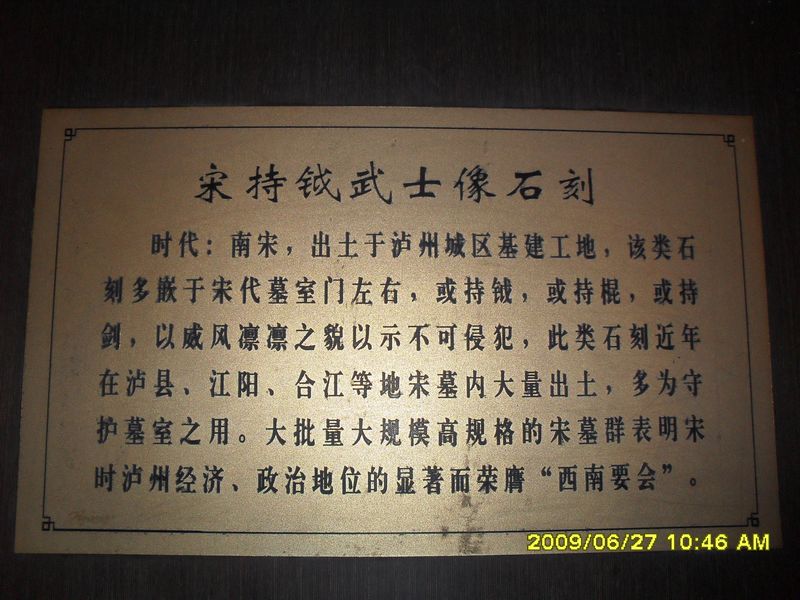 宋持钺武士像石刻
时代：南宋，出土于泸州城区基建工地，该类石
刻多嵌于宋代墓室门左右，或持钺，或持棍，或持
剑，以威风凛凛之貌以示不可侵犯，此类石刻近年
在泸县、江阳、合江等地宋墓内大量出土，多为守
护墓室之用。大批量大规模高规格的宋墓群表明宋
时泸州经济、政治地位的显著而荣膺“西南要会”。
2009/06/27 10:46 AM